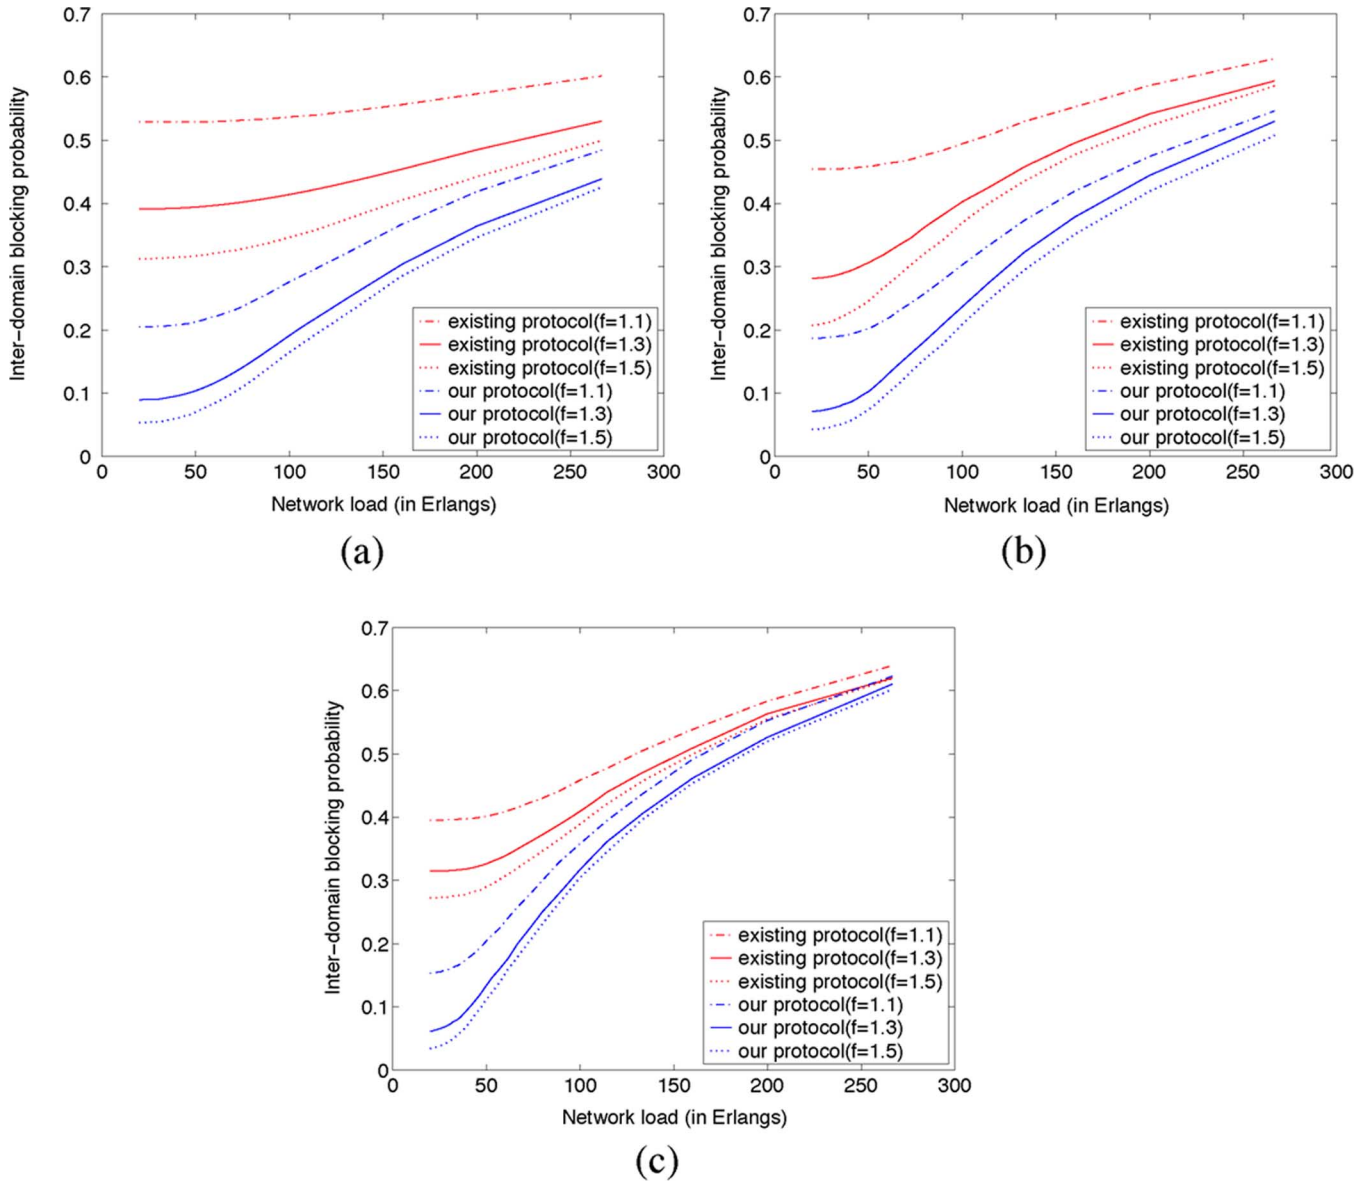 0.7
0.6
0.5
0.4
0.3
0.2
0.1
0
Inter-domain blocking probability
existing protocol(f=1.1)
existing protocol(f=1.3)
existing protocol(f=1.5)
our protocol(f=1.1)
our protocol(f=1.3)
our protocol(f=1.5)
0 50 100 150 200 250 300
Network load (in Erlangs)
(a)
0.7
0.6
0.5
0.4
0.3
0.2
0.1
0
Inter-domain blocking probability
existing protocol(f=1.1)
existing protocol(f=1.3)
existing protocol(f=1.5)
our protocol(f=1.1)
our protocol(f=1.3)
our protocol(f=1.5)
0 50 100 150 200 250 300
Network load (in Erlangs)
(b)
0.7
0.6
0.5
0.4
0.3
0.2
0.1
0
Inter-domain blocking probability
existing protocol(f=1.1)
existing protocol(f=1.3)
existing protocol(f=1.5)
our protocol(f=1.1)
our protocol(f=1.3)
our protocol(f=1.5)
0 50 100 150 200 250 300
Network load (in Erlangs)
(c)